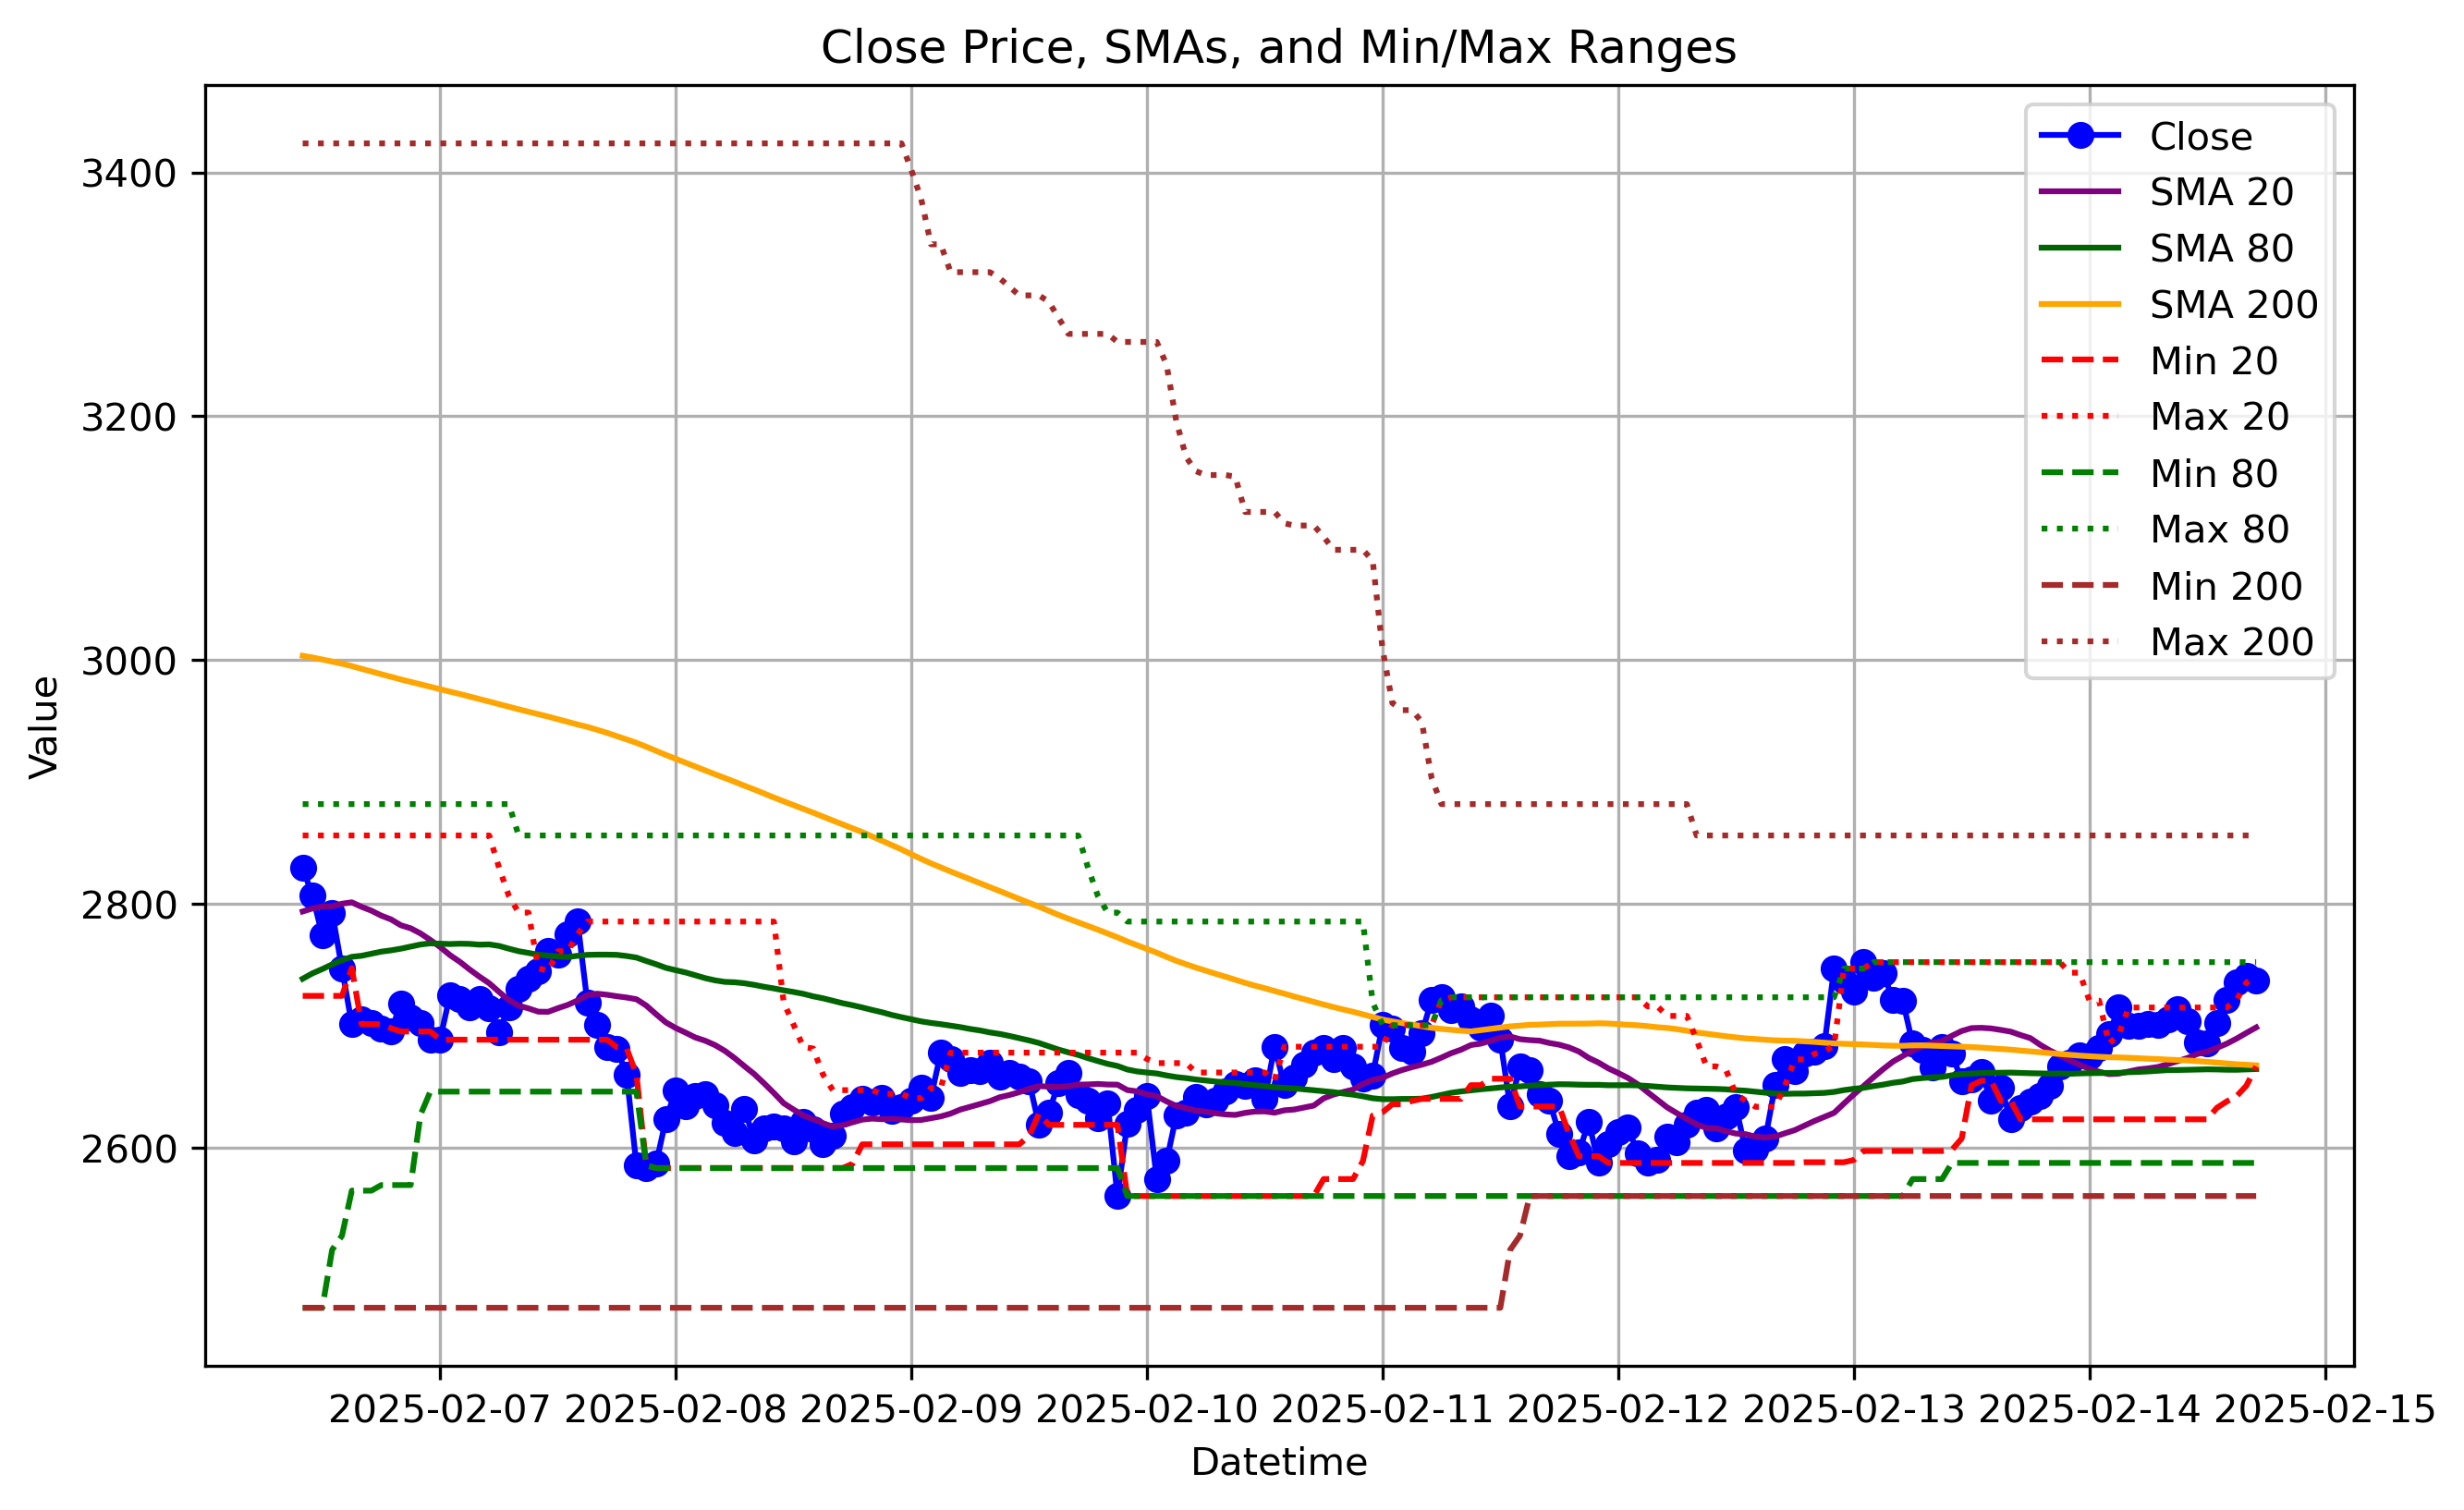 Close Price, SMAs, and Min/Max Ranges
Close
SMA 20
SMA 80
SMA 200
Min 20
Max 20
Min 80
Max 80
Min 200
Max 200
Value
3400
3200
3000
2800
2600
2025-02-07 2025-02-08 2025-02-09 2025-02-10 2025-02-11 2025-02-12 2025-02-13 2025-02-14 2025-02-15
Datetime